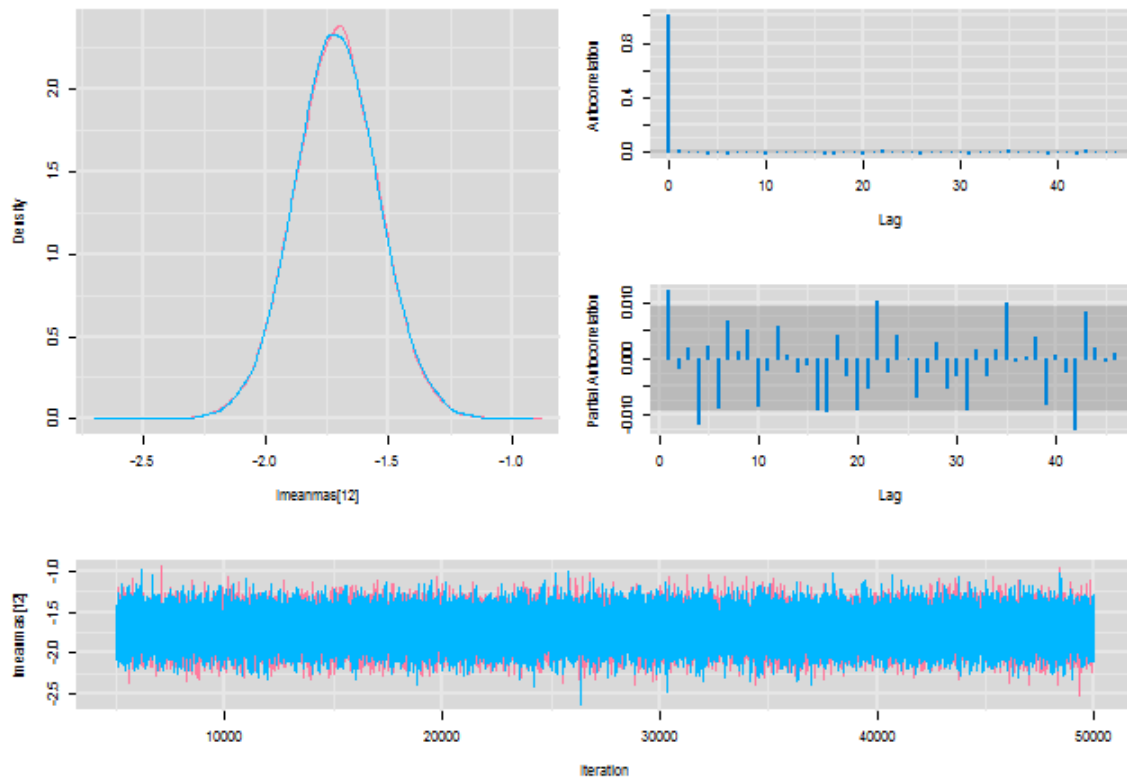 Density
0.0 0.5 1.0 1.5 2.0
-2.5 -2.0 -1.5 -1.0
lmeanmas[12]
Autocorrelation
0.0 0.4 0.8
0 10 20 30 40
Lag
Partial Autocorrelation
-0.010 0.000 0.010
0 10 20 30 40
Lag
lmeanmas[12]
-2.5 -2.0 -1.5 -1.0
10000 20000 30000 40000 50000
Iteration